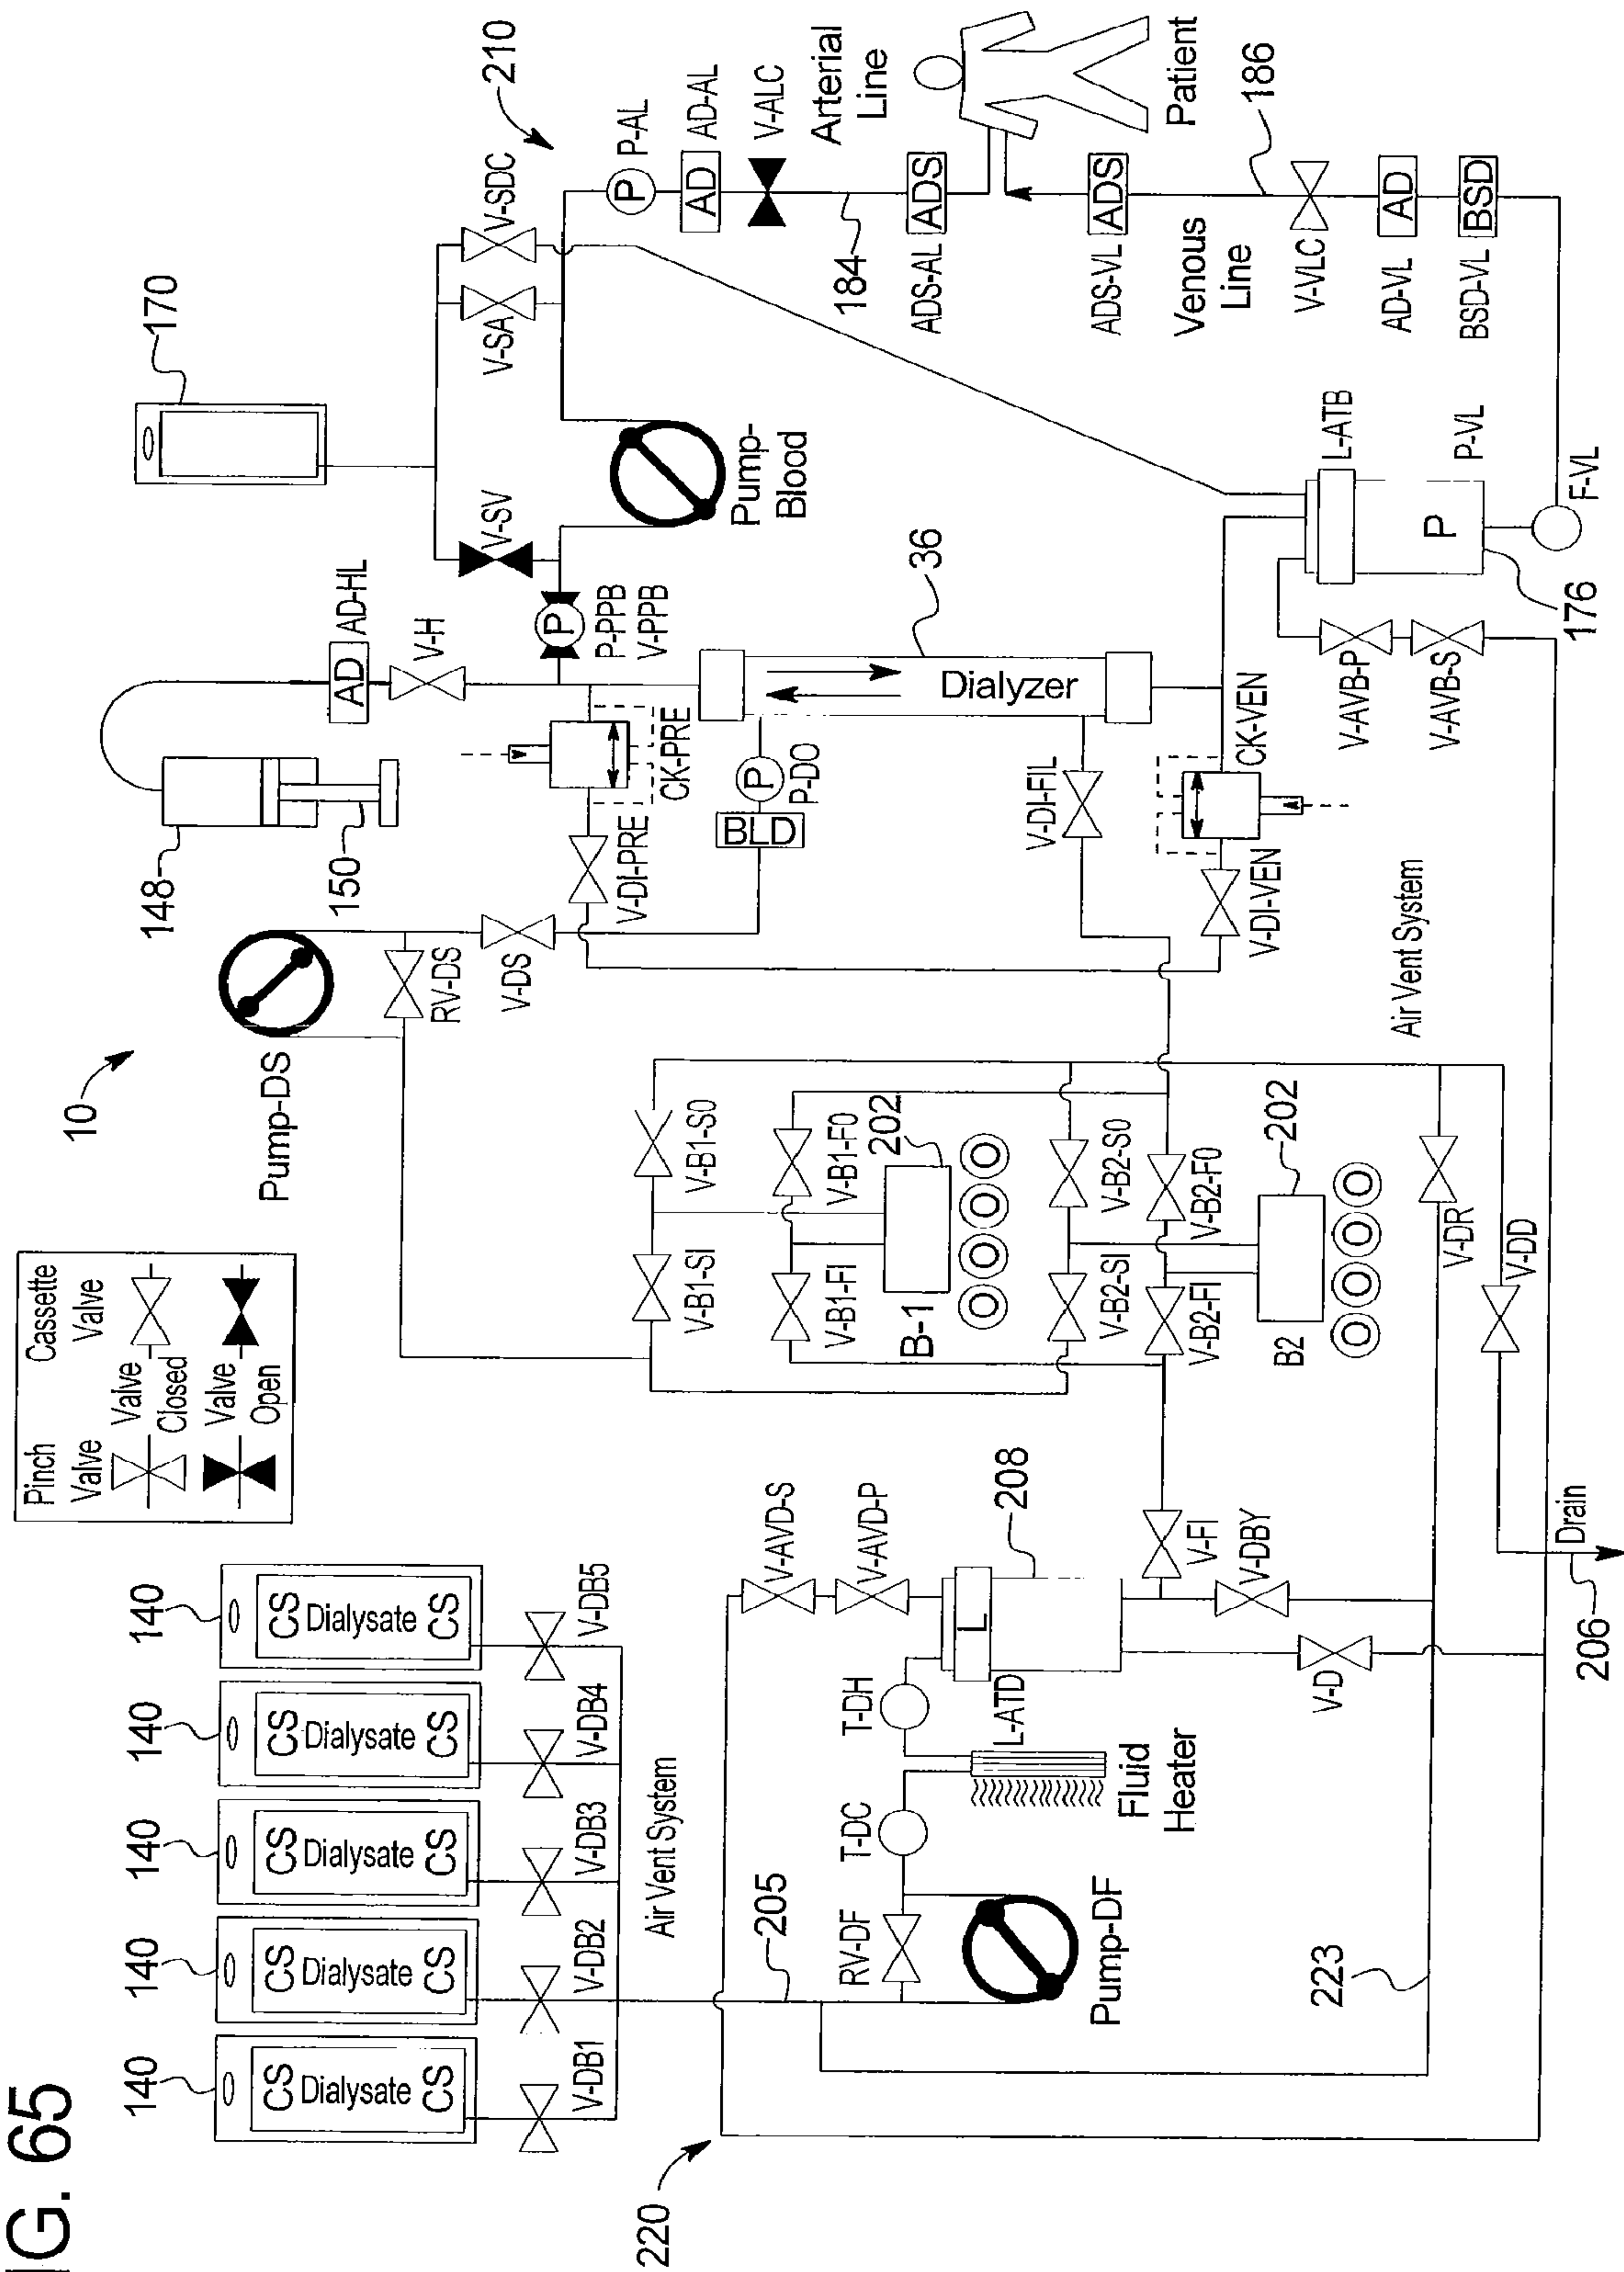 FIG. 65
10
220
210
Pinch
Valve
Cassette
Valve
Valve
Closed
Valve
Open
140
140
140
140
140
CS Dialysate CS
CS Dialysate CS
CS Dialysate CS
CS Dialysate CS
CS Dialysate CS
V-DB1
V-DB2
V-DB3
V-DB4
V-DB5
Air Vent System
205
RV-DF
Pump-DF
T-DC
Fluid
Heater
T-DH
L-ATD
L
208
V-AVD-S
V-AVD-P
V-FI
V-DBY
V-D
223
206
Drain
Pump-DS
RV-DS
V-DS
V-B1-SI
V-B1-S0
V-B1-FI
V-B1-F0
B-1
202
V-B2-SI
V-B2-S0
V-B2-FI
V-B2-F0
B2
202
V-DR
V-DD
Air Vent System
148
150
AD
AD-HL
V-H
170
V-SV
V-SA
V-SDC
P
P-PPB
V-PPB
Pump-
Blood
CK-PRE
V-DI-PRE
BLD
P
P-DO
36
Dialyzer
V-DI-FIL
CK-VEN
V-DI-VEN
P
P-AL
AD
AD-AL
V-ALC
Arterial
Line
184
ADS
ADS-AL
Patient
ADS
ADS-VL
Venous
Line
186
V-VLC
AD
AD-VL
BSD
BSD-VL
L-ATB
P
P-VL
F-VL
176
V-AVB-P
V-AVB-S